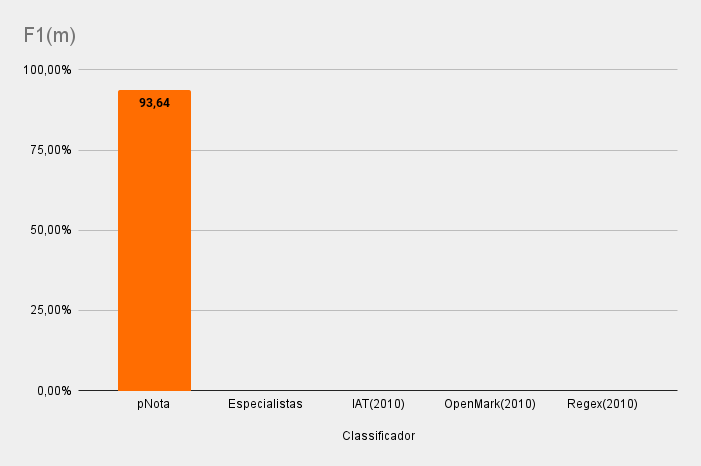 F1(m)
100,00%
93,64
75,00%
50,00%
25,00%
0,00%
pNota Especialistas IAT(2010) OpenMark(2010) Regex(2010)
Classificador